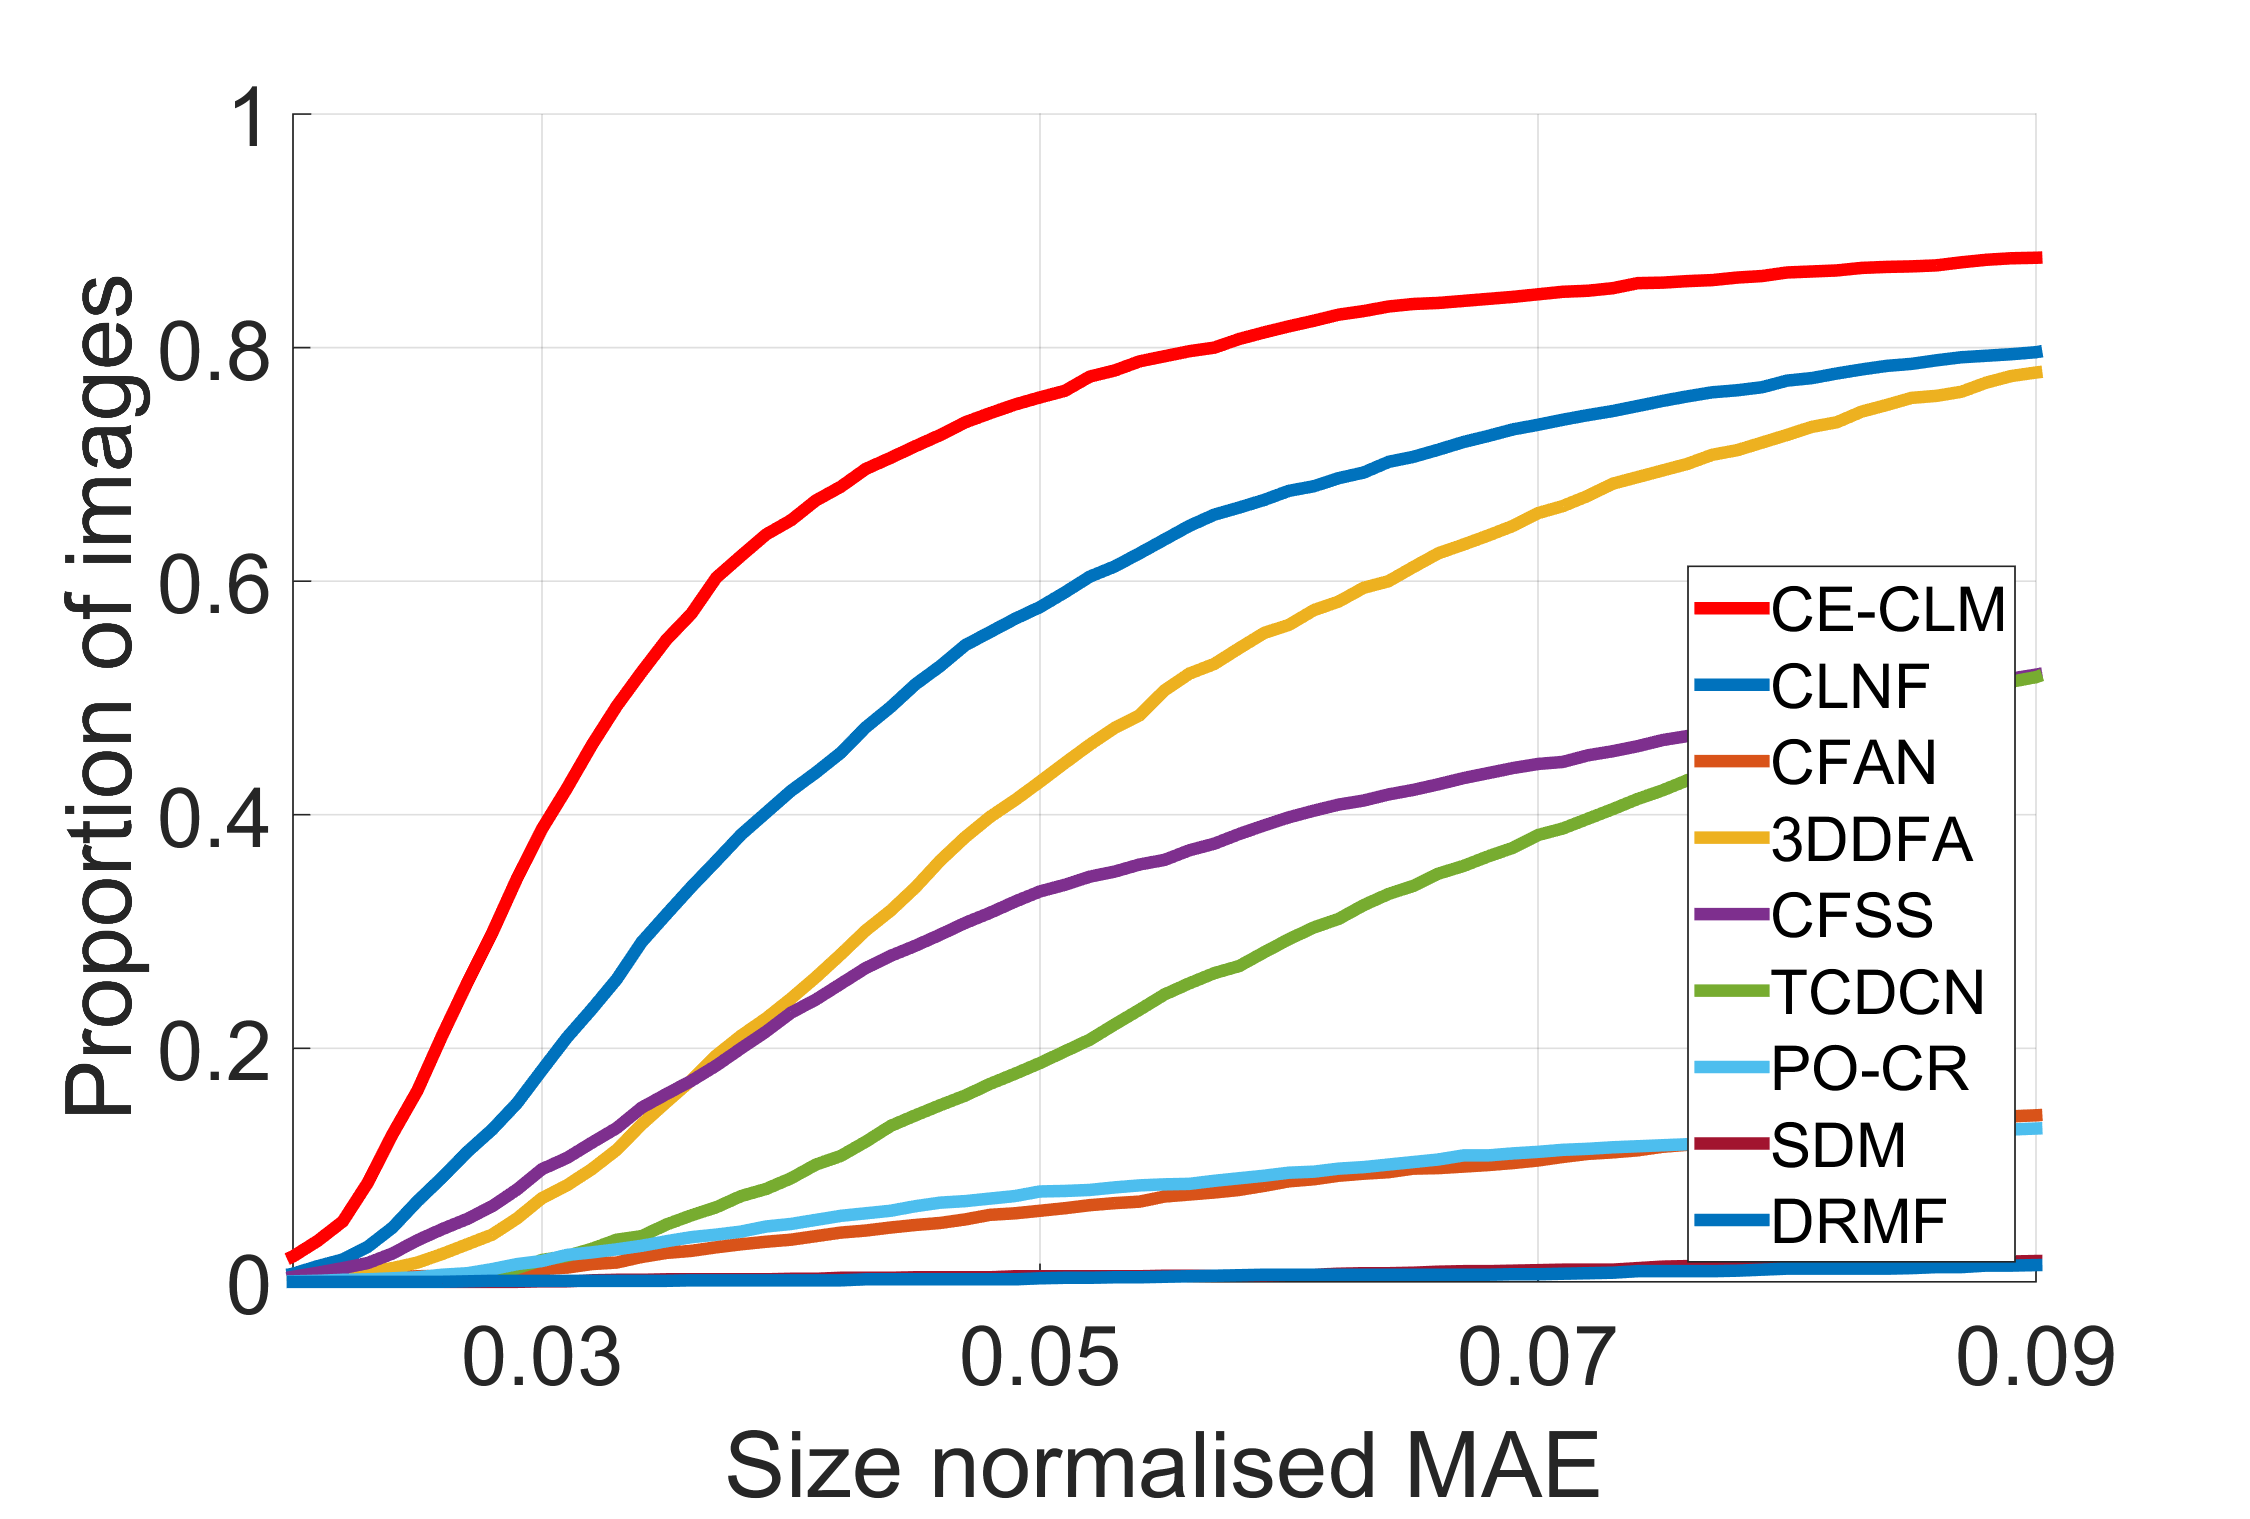 1
0.8
0.6
0.4
0.2
0
Proportion of images
0.03
0.05
0.07
0.09
Size normalised MAE
CE-CLM
CLNF
CFAN
3DDFA
CFSS
TCDCN
PO-CR
SDM
DRMF